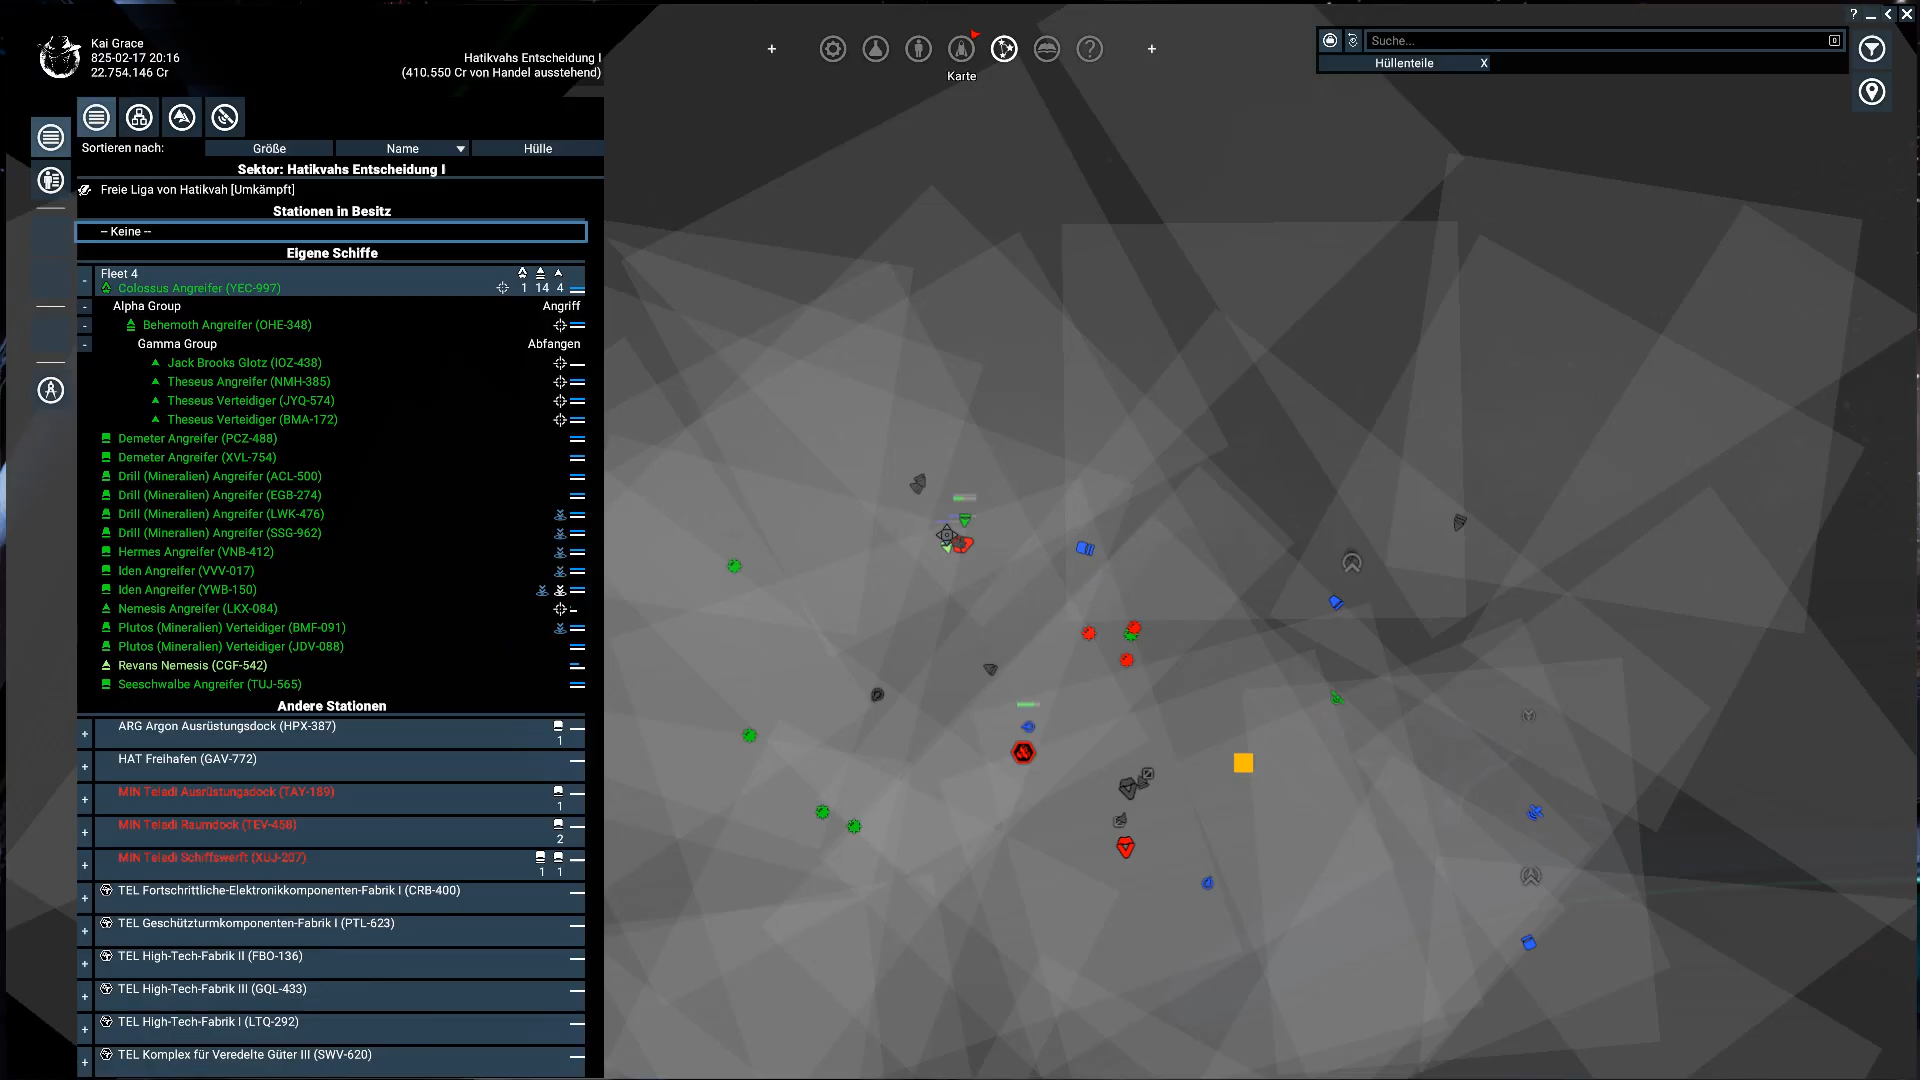 Kai Grace
825-02-17 20:16
22.754.146 Cr
Hatikvahs Entscheidung I
(410.550 Cr von Handel ausstehend)
Karte
Suche...
Hüllenteile X
Sortieren nach: Größe Name Hülle
Sektor: Hatikvahs Entscheidung I
Freie Liga von Hatikvah [Umkämpft]
Stationen in Besitz
-- Keine --
Eigene Schiffe
Fleet 4
Colossus Angreifer (YEC-997) 1 14 4
Alpha Group Angriff
Behemoth Angreifer (OHE-348)
Gamma Group Abfangen
Jack Brooks Glotz (IOZ-438)
Theseus Angreifer (NMH-385)
Theseus Verteidiger (JYQ-574)
Theseus Verteidiger (BMA-172)
Demeter Angreifer (PCZ-488)
Demeter Angreifer (XVL-754)
Drill (Mineralien) Angreifer (ACL-500)
Drill (Mineralien) Angreifer (EGB-274)
Drill (Mineralien) Angreifer (LWK-476)
Drill (Mineralien) Angreifer (SSG-962)
Hermes Angreifer (VNB-412)
Iden Angreifer (VVV-017)
Iden Angreifer (YWB-150)
Nemesis Angreifer (LKX-084)
Plutos (Mineralien) Verteidiger (BMF-091)
Plutos (Mineralien) Verteidiger (JDV-088)
Revans Nemesis (CGF-542)
Seeschwalbe Angreifer (TUJ-565)
Andere Stationen
ARG Argon Ausrüstungsdock (HPX-387)
1
HAT Freihafen (GAV-772)
MIN Teladi Ausrüstungsdock (TAY-189)
1
MIN Teladi Raumdock (TEV-458)
2
MIN Teladi Schiffswerft (XUJ-207)
1 1
TEL Fortschrittliche-Elektronikkomponenten-Fabrik I (CRB-400)
TEL Geschützturmkomponenten-Fabrik I (PTL-623)
TEL High-Tech-Fabrik II (FBO-136)
TEL High-Tech-Fabrik III (GQL-433)
TEL High-Tech-Fabrik I (LTQ-292)
TEL Komplex für Veredelte Güter III (SWV-620)